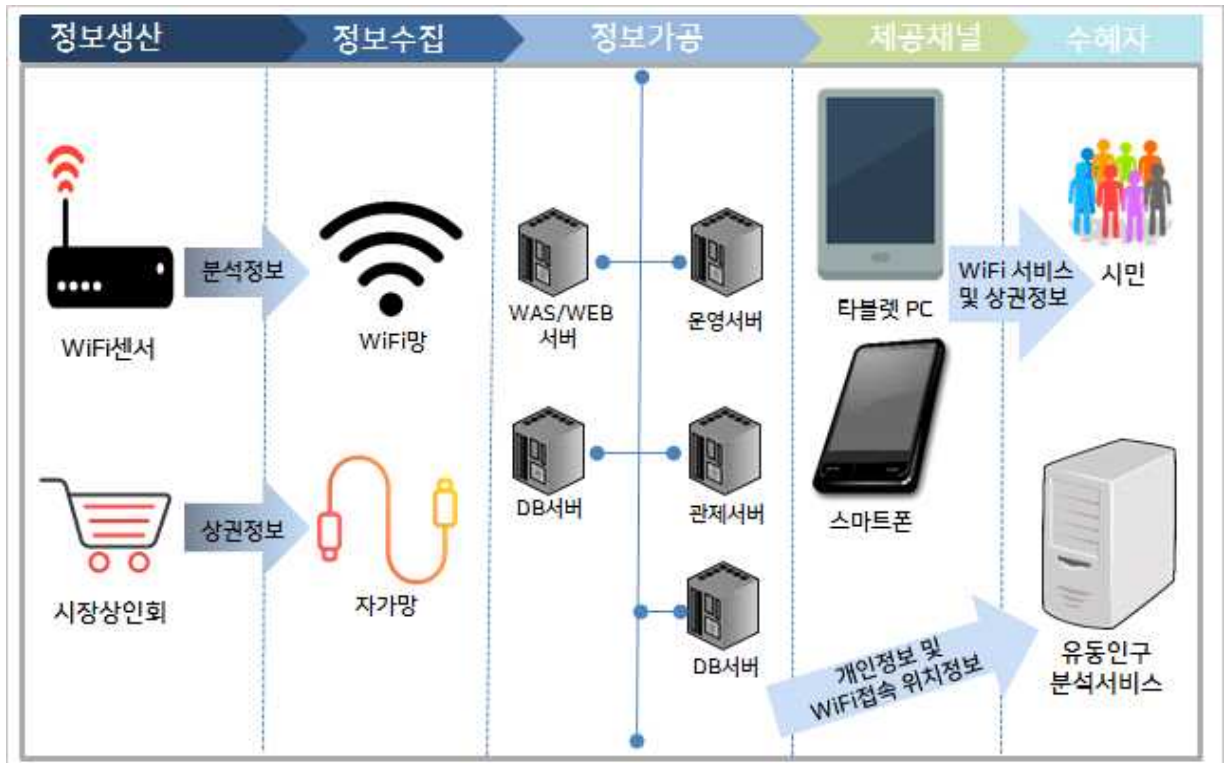 정보생산
정보수집
정보가공
제공채널
수혜자
분석정보
WiFi센서
WiFi망
WAS/WEB
서버
운영서버
타블렛 PC
WiFi 서비스
및 상권정보
시민
상권정보
시장상인회
자가망
DB서버
관제서버
DB서버
스마트폰
개인정보 및
WiFi접속 위치정보
유동인구
분석서비스